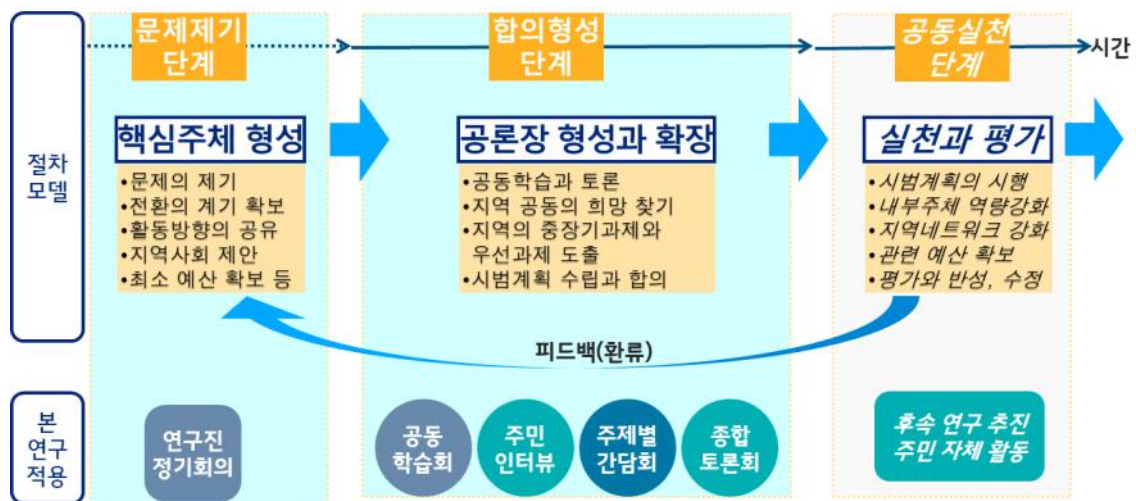 문제제기
단계
합의형성
단계
공동실천
단계
시간
절차
모델
핵심주체 형성
•문제의 제기
•전환의 계기 확보
•활동방향의 공유
•지역사회 제안
•최소 예산 확보 등
공론장 형성과 확장
•공동학습과 토론
•지역 공동의 희망 찾기
•지역의 중장기과제와
우선과제 도출
•시범계획 수립과 합의
실천과 평가
•시범계획의 시행
•내부주체 역량강화
•지역네트워크 강화
•관련 예산 확보
•평가와 반성, 수정
피드백(환류)
본
연구
적용
연구진
정기회의
공동
학습회
주민
인터뷰
주제별
간담회
종합
토론회
후속 연구 추진
주민 자체 활동